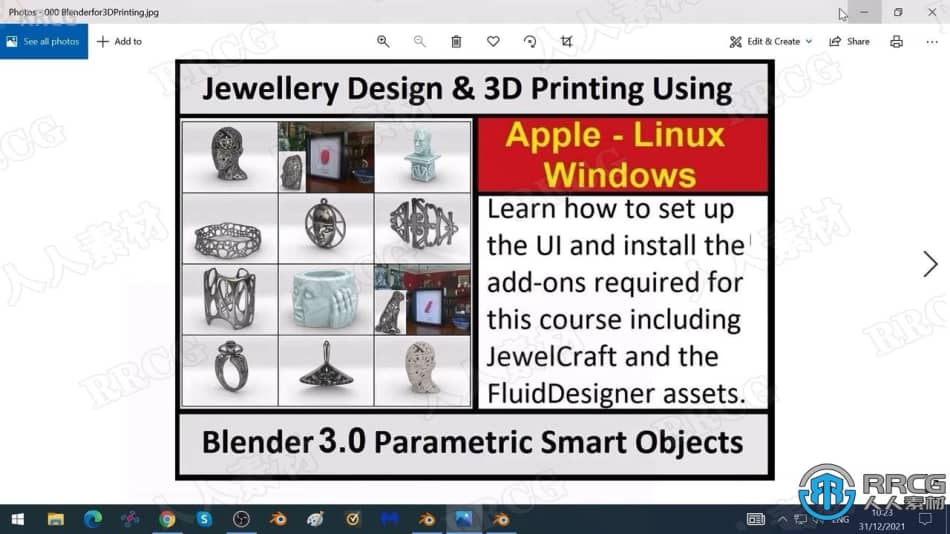 Photos - 000 Blenderfor3DPrinting.jpg
See all photos
Add to
Edit & Create
Share
Jewellery Design & 3D Printing Using
Apple - Linux
Windows
Learn how to set up
the UI and install the
add-ons required for
this course including
JewelCraft and the
FluidDesigner assets.
Blender 3.0 Parametric Smart Objects
RRCG
人人素材
ENG
10:23
31/12/2021